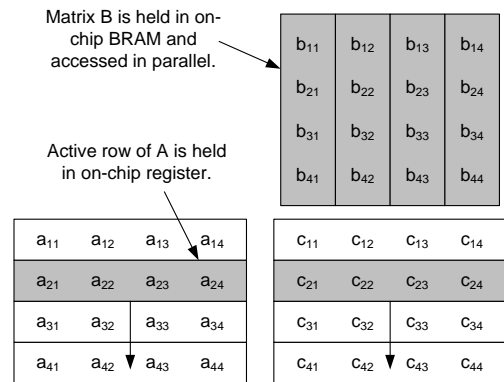 Matrix B is held in on-
chip BRAM and
accessed in parallel.
b11 b12 b13 b14
b21 b22 b23 b24
b31 b32 b33 b34
b41 b42 b43 b44
Active row of A is held
in on-chip register.
a11 a12 a13 a14
a21 a22 a23 a24
a31 a32 a33 a34
a41 a42 a43 a44
c11 c12 c13 c14
c21 c22 c23 c24
c31 c32 c33 c34
c41 c42 c43 c44